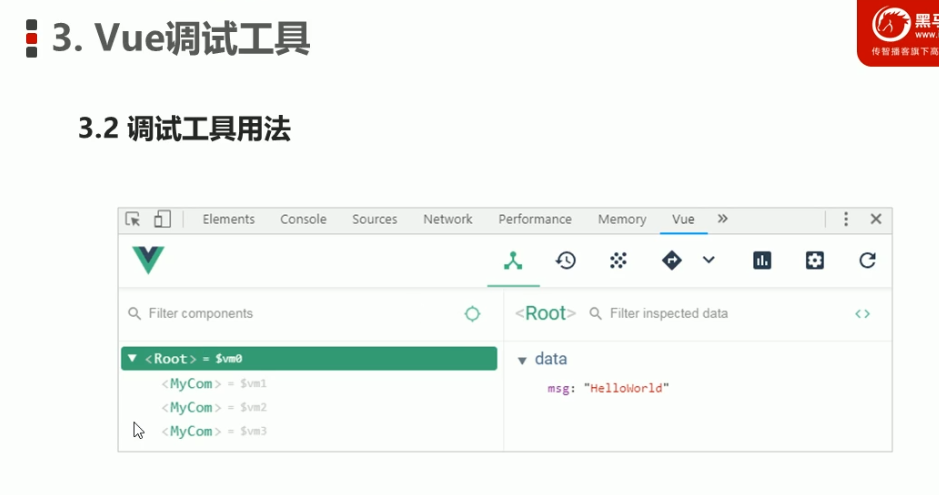 3. Vue调试工具
黑马
www.
传智播客旗下高
3.2 调试工具用法
Elements Console Sources Network Performance Memory Vue »
Filter components
<Root> Filter inspected data
<Root> = $vm0
<MyCom> = $vm1
<MyCom> = $vm2
<MyCom> = $vm3
data
msg: "HelloWorld"